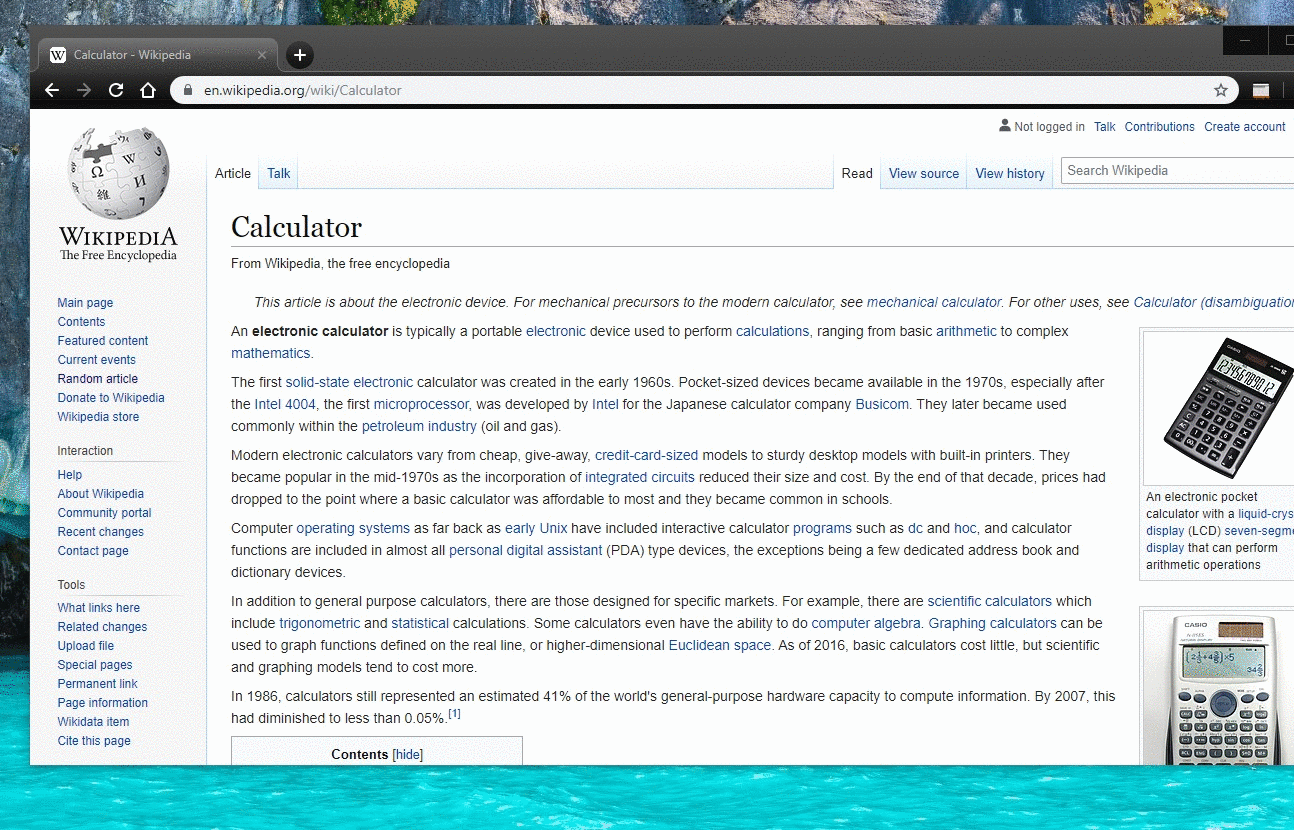 Calculator - Wikipedia
en.wikipedia.org/wiki/Calculator
Not logged in Talk Contributions Create account
Article Talk Read View source View history Search Wikipedia
WIKIPEDIA
The Free Encyclopedia
Main page
Contents
Featured content
Current events
Random article
Donate to Wikipedia
Wikipedia store
Interaction
Help
About Wikipedia
Community portal
Recent changes
Contact page
Tools
What links here
Related changes
Upload file
Special pages
Permanent link
Page information
Wikidata item
Cite this page
Calculator
From Wikipedia, the free encyclopedia
This article is about the electronic device. For mechanical precursors to the modern calculator, see mechanical calculator. For other uses, see Calculator (disambiguation
An electronic calculator is typically a portable electronic device used to perform calculations, ranging from basic arithmetic to complex
mathematics.
The first solid-state electronic calculator was created in the early 1960s. Pocket-sized devices became available in the 1970s, especially after
the Intel 4004, the first microprocessor, was developed by Intel for the Japanese calculator company Busicom. They later became used
commonly within the petroleum industry (oil and gas).
Modern electronic calculators vary from cheap, give-away, credit-card-sized models to sturdy desktop models with built-in printers. They
became popular in the mid-1970s as the incorporation of integrated circuits reduced their size and cost. By the end of that decade, prices had
dropped to the point where a basic calculator was affordable to most and they became common in schools.
Computer operating systems as far back as early Unix have included interactive calculator programs such as dc and hoc, and calculator
functions are included in almost all personal digital assistant (PDA) type devices, the exceptions being a few dedicated address book and
dictionary devices.
In addition to general purpose calculators, there are those designed for specific markets. For example, there are scientific calculators which
include trigonometric and statistical calculations. Some calculators even have the ability to do computer algebra. Graphing calculators can be
used to graph functions defined on the real line, or higher-dimensional Euclidean space. As of 2016, basic calculators cost little, but scientific
and graphing models tend to cost more.
In 1986, calculators still represented an estimated 41% of the world's general-purpose hardware capacity to compute information. By 2007, this
had diminished to less than 0.05%.[1]
Contents [hide]
CASIO
123456789012
An electronic pocket
calculator with a liquid-crys
display (LCD) seven-segme
display that can perform
arithmetic operations
CASIO